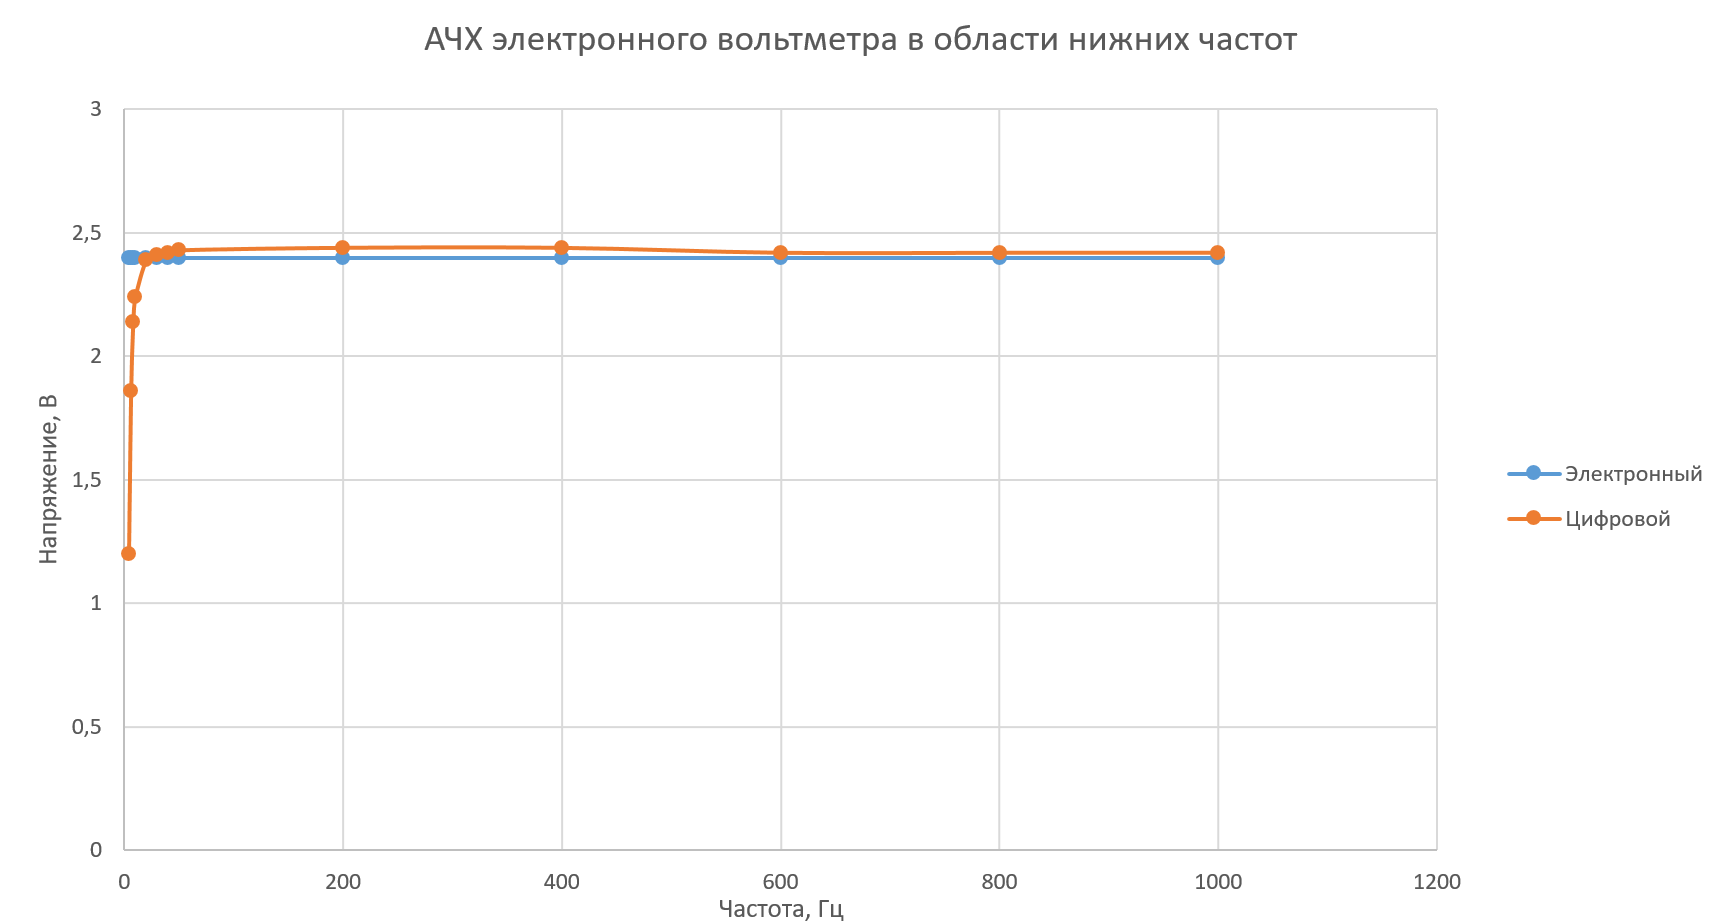 АЧХ электронного вольтметра в области нижних частот
3
2,5
2
1,5
1
0,5
0
Напряжение, В
0 200 400 600 800 1000 1200
Частота, Гц
Электронный
Цифровой